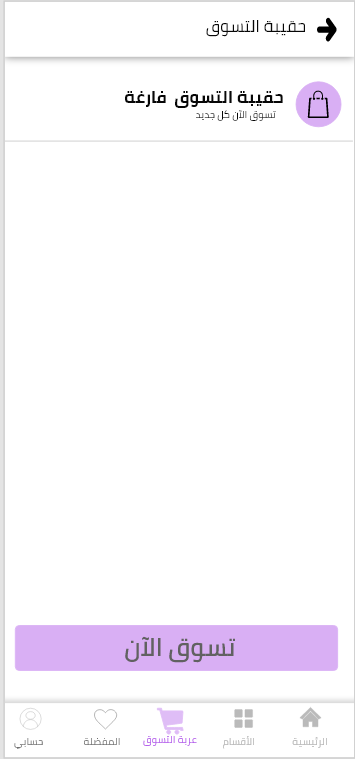 حقيبة التسوق
حقيبة التسوق فارغة
تسوق الآن كل جديد
تسوق الآن
الرئيسية
الأقسام
عربة التسوق
المفضلة
حسابي